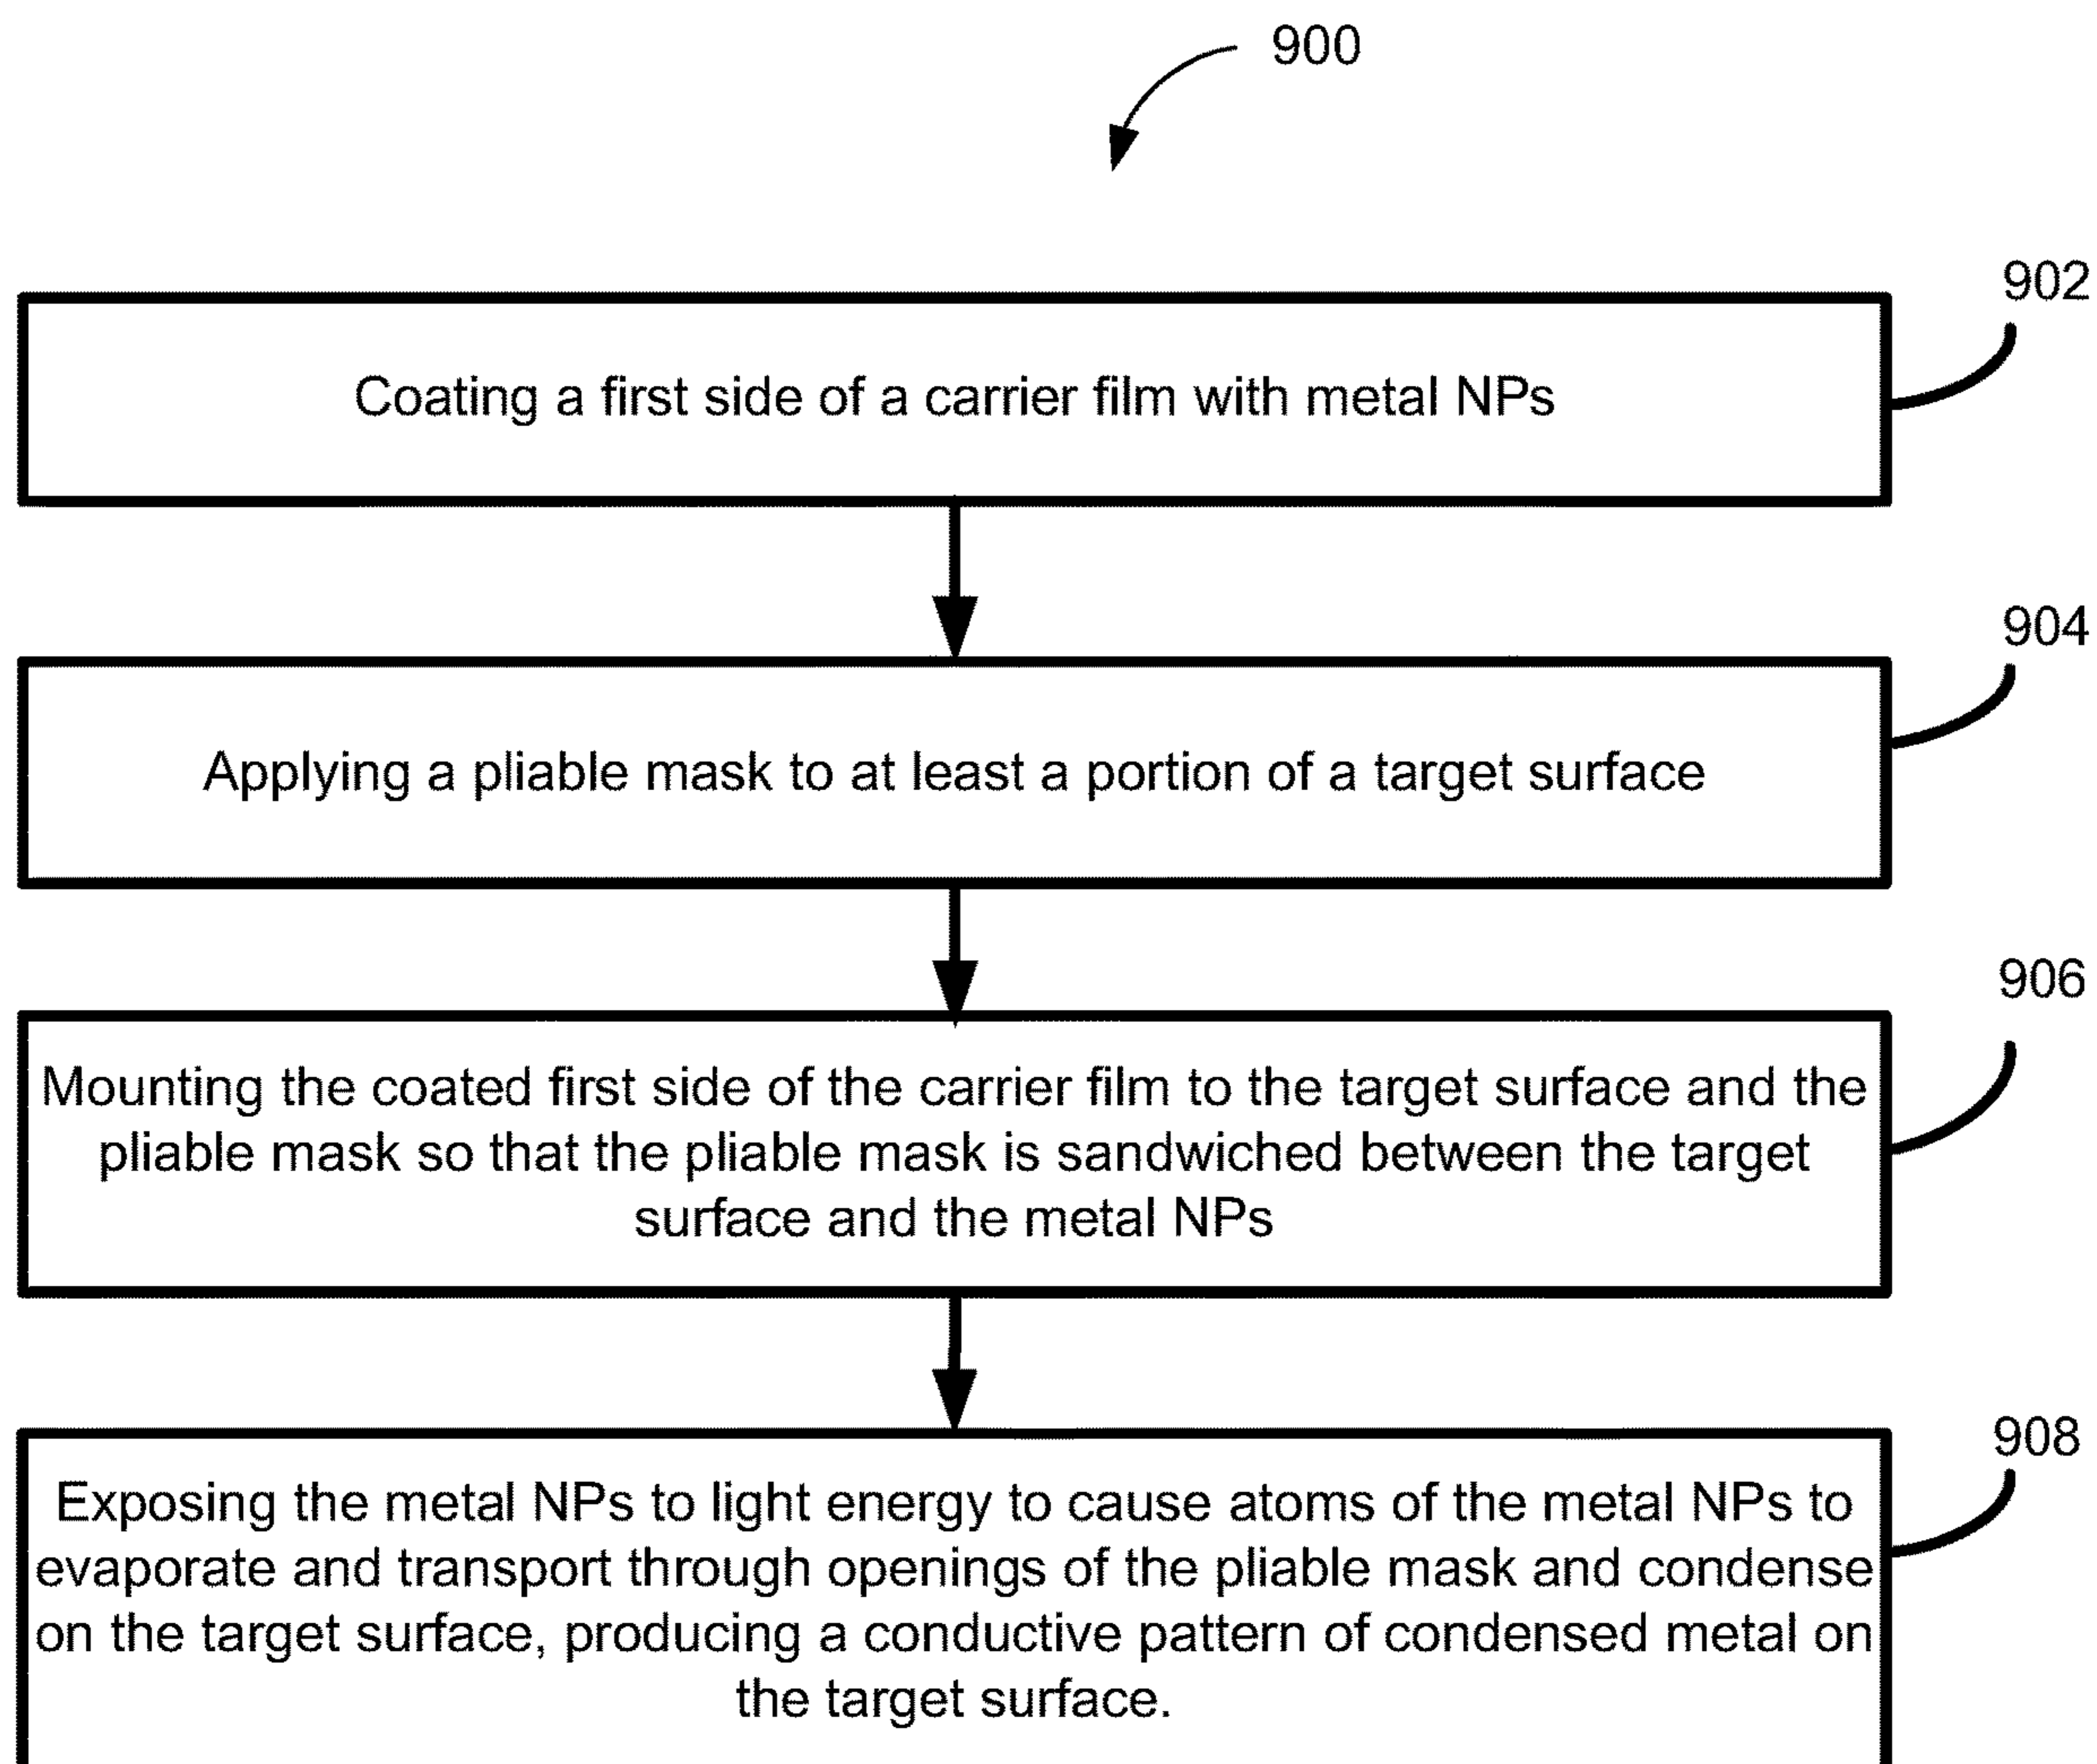 900
902
Coating a first side of a carrier film with metal NPs
904
Applying a pliable mask to at least a portion of a target surface
906
Mounting the coated first side of the carrier film to the target surface and the
pliable mask so that the pliable mask is sandwiched between the target
surface and the metal NPs
908
Exposing the metal NPs to light energy to cause atoms of the metal NPs to
evaporate and transport through openings of the pliable mask and condense
on the target surface, producing a conductive pattern of condensed metal on
the target surface.